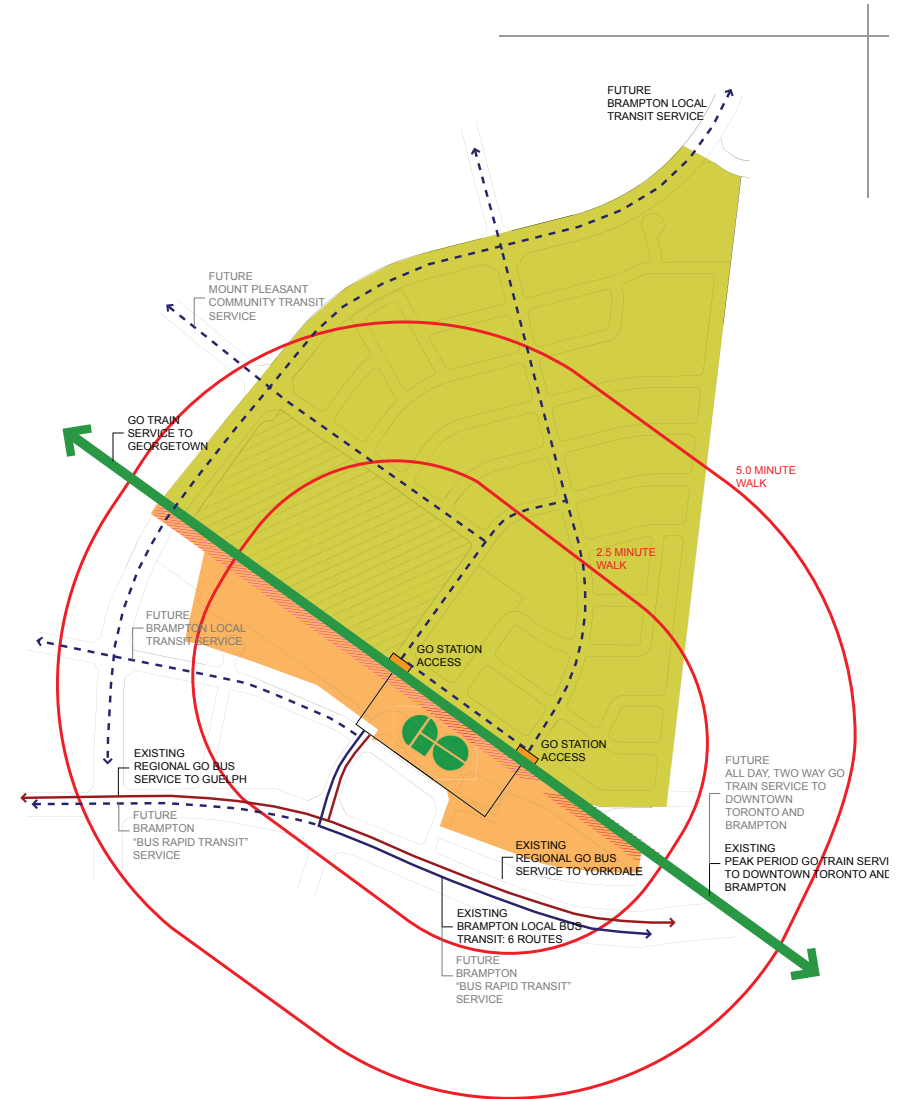 FUTURE
BRAMPTON LOCAL
TRANSIT SERVICE
FUTURE
MOUNT PLEASANT
COMMUNITY TRANSIT
SERVICE
GO TRAIN
SERVICE TO
GEORGETOWN
5.0 MINUTE
WALK
2.5 MINUTE
WALK
FUTURE
BRAMPTON LOCAL
TRANSIT SERVICE
GO STATION
ACCESS
GO STATION
ACCESS
EXISTING
REGIONAL GO BUS
SERVICE TO GUELPH
FUTURE
BRAMPTON
“BUS RAPID TRANSIT”
SERVICE
FUTURE
ALL DAY, TWO WAY GO
TRAIN SERVICE TO
DOWNTOWN
TORONTO AND
BRAMPTON
EXISTING
PEAK PERIOD GO TRAIN SERVI
TO DOWNTOWN TORONTO AND
BRAMPTON
EXISTING
REGIONAL GO BUS
SERVICE TO YORKDALE
EXISTING
BRAMPTON LOCAL BUS
TRANSIT: 6 ROUTES
FUTURE
BRAMPTON
“BUS RAPID TRANSIT”
SERVICE